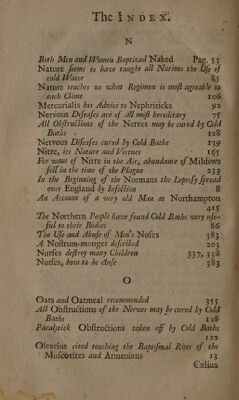 The INDEX.
N
Both Men and Women Baptized Naked Pag. 53
Nature seems to have taught all Nations the Use of
cold Water 85
Nature teaches us what Regimen is most agreable to
each Clime 106
Mercurialis his Advice to Nephriticks 92
Nervous Diseases are of all most hereditary 75
All Obstructions of the Nerves may be cured by Cold
Baths 128
Nervous Diseases cured by Cold Baths 139
Nitre, its Nature and Virtues 165
For want of Nitre in the Air, abundance of Mildews
fell in the time of the Plague 233
In the Beginning of the Normans the Leprosy spread
over England by Infection 8
An Account of a very old Man at Northampton
415
The Northern People have found Cold Baths very use-
ful to their Bodies 86
The Use and Abuse of Men's Noses 383
A Nostrum-monger described 203
Nurses destroy many Children 337, 338
Nurses, how to be chose 383
O
Oats and Oatmeal recommended 355
All Obstructions of the Nerves may be cured by Cold
Baths 128
Paralytick Obstructions taken off by Cold Baths
122
Olearius cited touching the Baptismal Rites of the
Muscovites and Armenians 13
Cælius